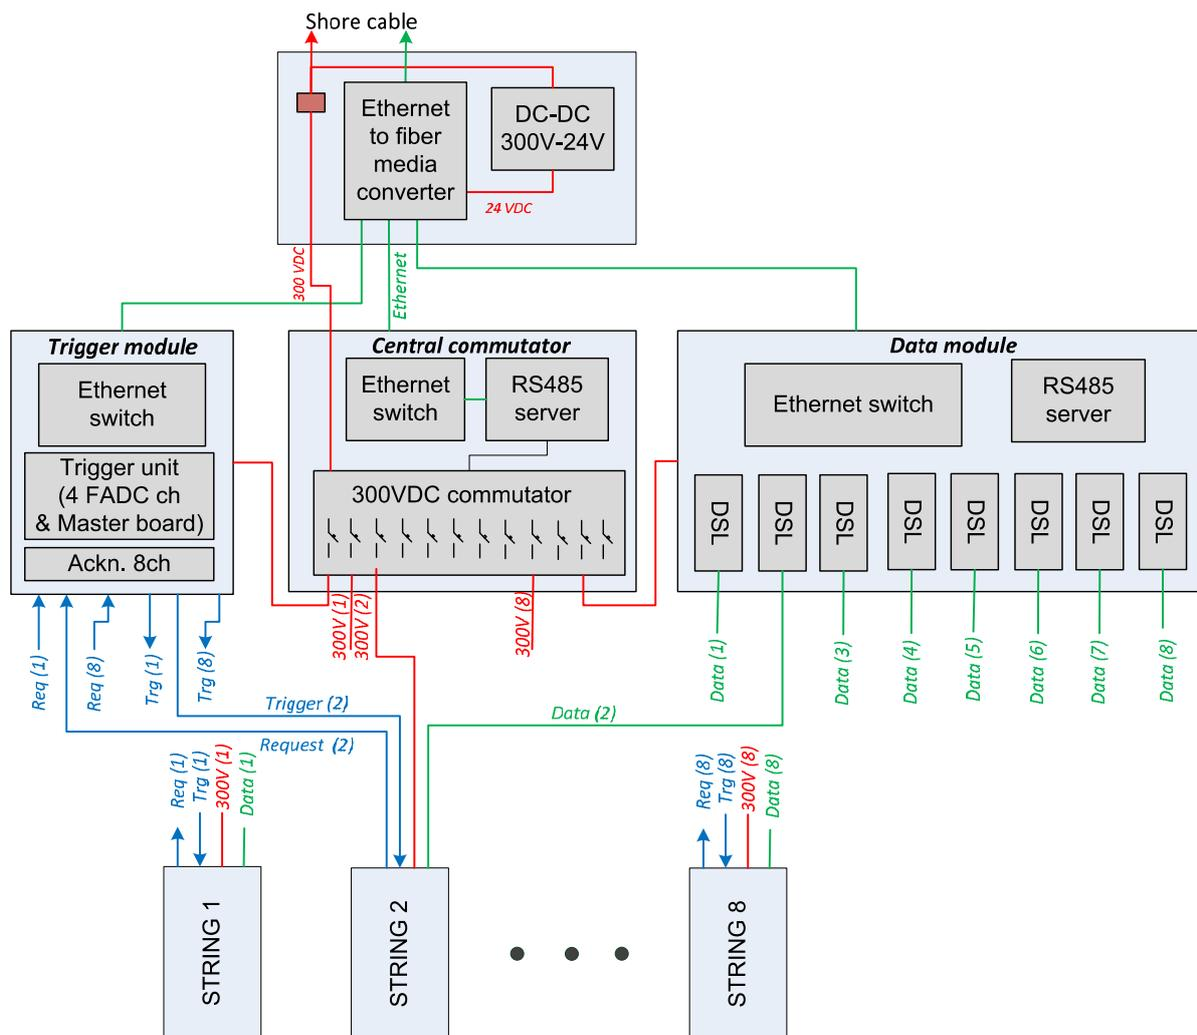 Shore cable
Ethernet
to fiber
media
converter
DC-DC
300V-24V
24 VDC
300 VDC
Ethernet
Trigger module
Ethernet
switch
Trigger unit
(4 FADC ch
& Master board)
Ackn. 8ch
Central commutator
Ethernet
switch
RS485
server
300VDC commutator
Data module
Ethernet switch
RS485
server
DSL
DSL
DSL
DSL
DSL
DSL
DSL
DSL
Req (1)
Req (8)
Trg (1)
Trg (8)
300V (1)
300V (2)
300V (8)
Data (1)
Data (3)
Data (4)
Data (5)
Data (6)
Data (7)
Data (8)
Trigger (2)
Request (2)
Data (2)
Req (1)
Trg (1)
300V (1)
Data (1)
Req (8)
Trg (8)
300V (8)
Data (8)
STRING 1
STRING 2
STRING 8